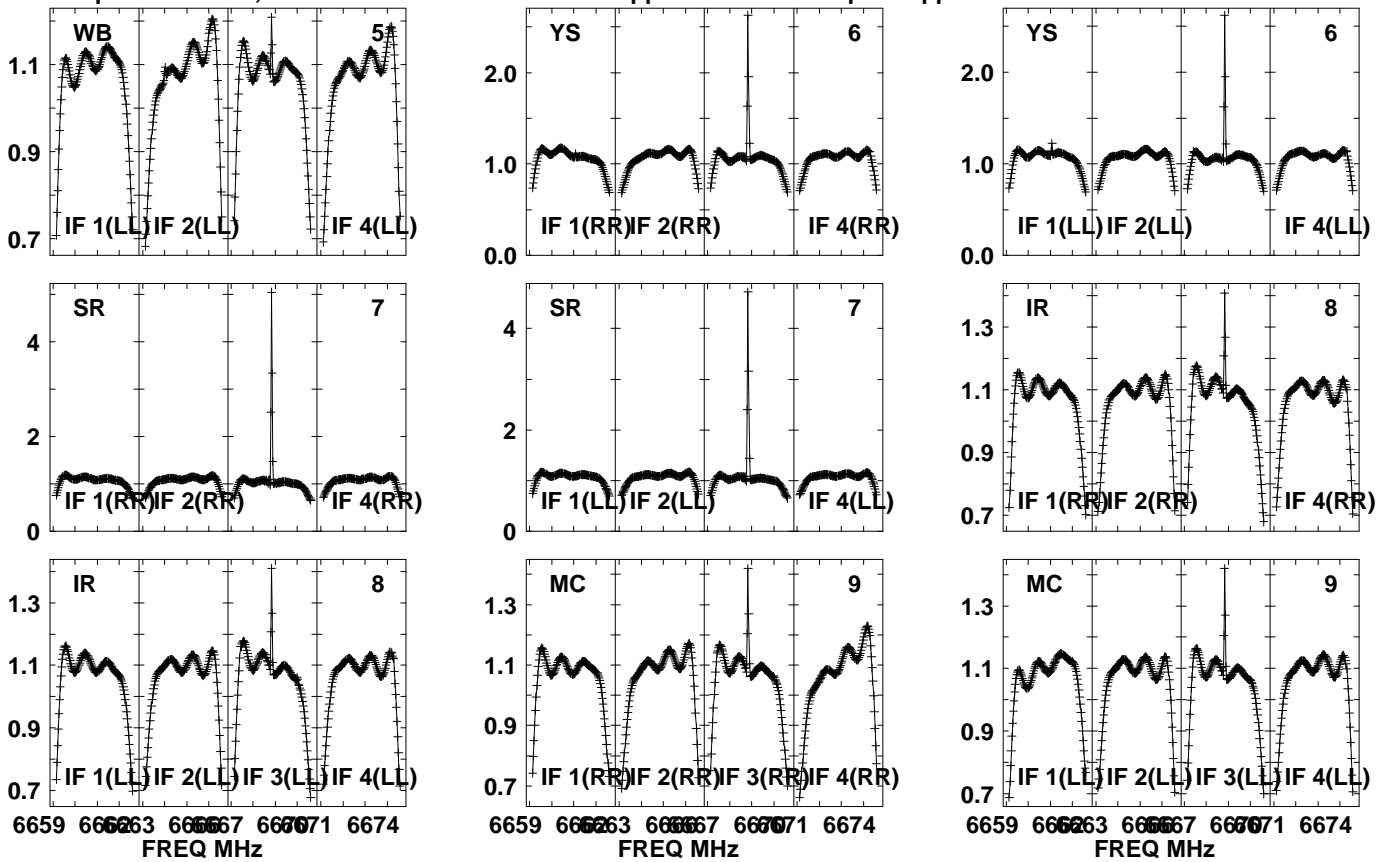 WB 5
1.1
0.9
0.7
IF 1(LL) IF 2(LL) IF 4(LL)
YS 6
2.0
1.0
0.0
IF 1(RR) IF 2(RR) IF 4(RR)
YS 6
2.0
1.0
0.0
IF 1(LL) IF 2(LL) IF 4(LL)
SR 7
4
2
0
IF 1(RR) IF 2(RR) IF 4(RR)
SR 7
4
2
0
IF 1(LL) IF 2(LL) IF 4(LL)
IR 8
1.3
1.1
0.9
0.7
IF 1(RR) IF 2(RR) IF 4(RR)
IR 8
1.3
1.1
0.9
0.7
IF 1(LL) IF 2(LL) IF 3(LL) IF 4(LL)
6659 6674
FREQ MHz
MC 9
1.3
1.1
0.9
0.7
IF 1(RR) IF 2(RR) IF 3(RR) IF 4(RR)
6659 6674
FREQ MHz
MC 9
1.3
1.1
0.9
0.7
IF 1(LL) IF 2(LL) IF 3(LL) IF 4(LL)
6659 6674
FREQ MHz